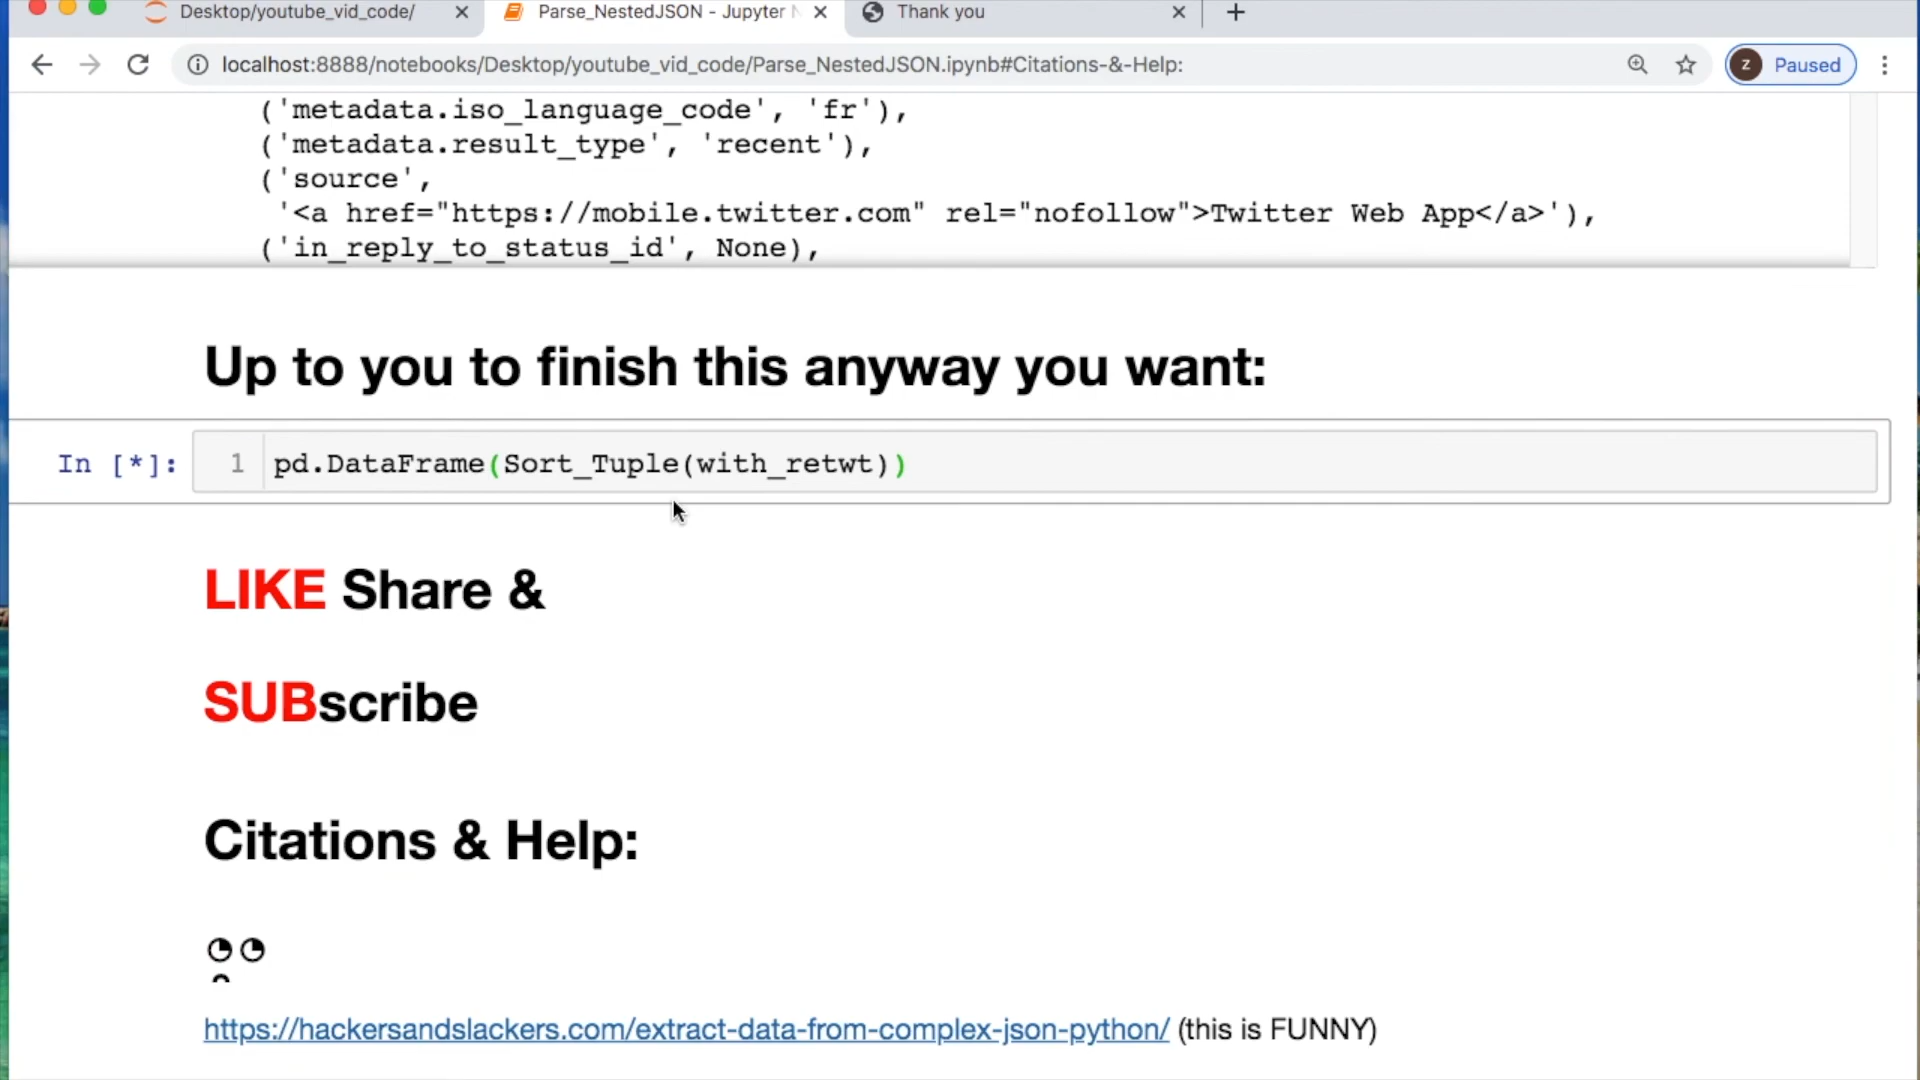 Desktop/youtube_vid_code/
Parse_NestedJSON - Jupyter N
Thank you
localhost:8888/notebooks/Desktop/youtube_vid_code/Parse_NestedJSON.ipynb#Citations-&-Help:
z Paused
('metadata.iso_language_code', 'fr'),
('metadata.result_type', 'recent'),
('source',
'<a href="https://mobile.twitter.com" rel="nofollow">Twitter Web App</a>'),
('in_reply_to_status_id', None),
Up to you to finish this anyway you want:
In [*]: 1 pd.DataFrame(Sort_Tuple(with_retwt))
LIKE Share &
SUBscribe
Citations & Help:
https://hackersandslackers.com/extract-data-from-complex-json-python/ (this is FUNNY)